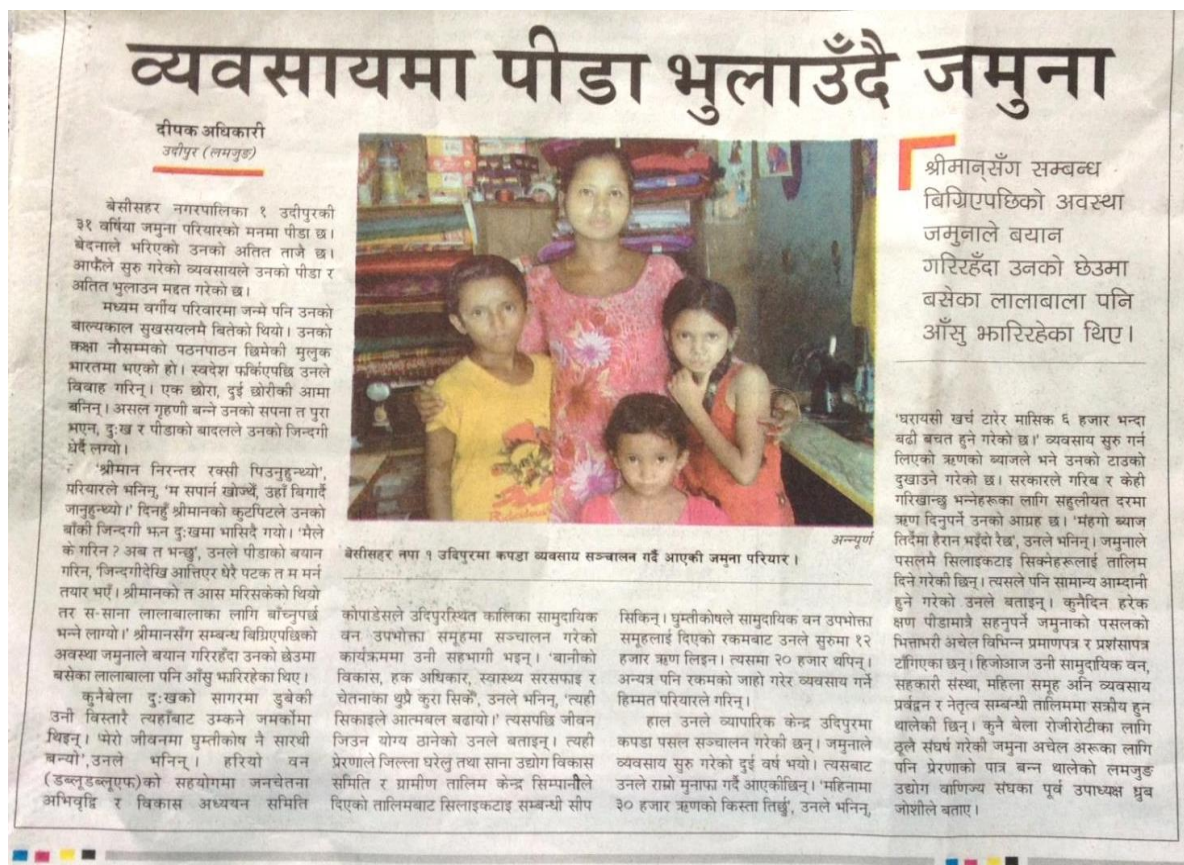 व्यवसायमा पीडा भुलाउँदै जमुना
दीपक अधिकारी
उदीपुर (लमजुङ)
बेसीसहर नगरपालिका १ उदीपुरकी
३१ वर्षिया जमुना परियारको मनमा पीडा छ।
बेदनाले भरिएको उनको अतित ताजै छ।
आफैंले सुरु गरेको व्यवसायले उनको पीडा र
अतित भुलाउन मद्दत गरेको छ।
मध्यम वर्गीय परिवारमा जन्मे पनि उनको
बाल्यकाल सुखसयलमै बितेको थियो। उनको
कक्षा नौसम्मको पठनपाठन छिमेकी मुलुक
भारतमा भएको हो। स्वदेश फर्किएपछि उनले
विवाह गरिन्। एक छोरा, दुई छोरीकी आमा
बनिन्। असल गृहणी बन्ने उनको सपना त पुरा
भएन, दुःख र पीडाको बादलले उनको जिन्दगी
घेर्दै लग्यो।
'श्रीमान निरन्तर रक्सी पिउनुहुन्थ्यो',
परियारले भनिन्, 'म सपार्न खोज्थें, उहाँ बिगार्दै
जानुहुन्थ्यो।' दिनहुँ श्रीमानको कुटपिटले उनको
बाँकी जिन्दगी झन दुःखमा भासिदै गयो। 'मैले
के गरिन ? अब त भन्छु', उनले पीडाको बयान
गरिन, 'जिन्दगीदेखि आत्तिएर धेरै पटक त म मर्न
तयार भएँ। श्रीमानको त आस मरिसकेको थियो
तर स-साना लालाबालाका लागि बाँच्नुपर्छ
भन्ने लाग्यो।' श्रीमानसँग सम्बन्ध बिग्रिएपछिको
अवस्था जमुनाले बयान गरिरहँदा उनको छेउमा
बसेका लालाबाला पनि आँसु झारिरहेका थिए।
कुनैबेला दुःखको सागरमा डुबेकी
उनी विस्तारै त्यहाँबाट उम्कने जमर्कोमा
थिइन्। 'मेरो जीवनमा घुम्तीकोष नै सारथी
बन्यो', उनले भनिन्। हरियो वन
(डब्लूडब्लूएफ)को सहयोगमा जनचेतना
अभिवृद्वि र विकास अध्ययन समिति
अन्नपूर्ण
बेसीसहर नपा १ उदिपुरमा कपडा व्यवसाय सञ्चालन गर्दै आएकी जमुना परियार ।
कोपाडेसले उदिपुरस्थित कालिका सामुदायिक
वन उपभोक्ता समूहमा सञ्चालन गरेको
कार्यक्रममा उनी सहभागी भइन्। 'बानीको
विकास, हक अधिकार, स्वास्थ्य सरसफाइ र
चेतनाका थुप्रै कुरा सिकेँ', उनले भनिन्, 'त्यही
सिकाइले आत्मबल बढायो।' त्यसपछि जीवन
जिउन योग्य ठानेको उनले बताइन्। त्यही
प्रेरणाले जिल्ला घरेलु तथा साना उद्योग विकास
समिति र ग्रामीण तालिम केन्द्र सिम्पानीले
दिएको तालिमबाट सिलाइकटाइ सम्बन्धी सीप
सिकिन्। घुम्तीकोषले सामुदायिक वन उपभोक्ता
समूहलाई दिएको रकमबाट उनले सुरुमा १२
हजार ऋण लिइन। त्यसमा २० हजार थपिन्।
अन्यत्र पनि रकमको जाहो गरेर व्यवसाय गर्ने
हिम्मत परियारले गरिन्।
हाल उनले व्यापारिक केन्द्र उदिपुरमा
कपडा पसल सञ्चालन गरेकी छन्। जमुनाले
व्यवसाय सुरु गरेको दुई वर्ष भयो। त्यसबाट
उनले राम्रो मुनाफा गर्दै आएकीछिन्। 'महिनामा
३० हजार ऋणको किस्ता तिर्छु', उनले भनिन्,
श्रीमान्सँग सम्बन्ध
बिग्रिएपछिको अवस्था
जमुनाले बयान
गरिरहँदा उनको छेउमा
बसेका लालाबाला पनि
आँसु झारिरहेका थिए।
'घरायसी खर्च टारेर मासिक ६ हजार भन्दा
बढी बचत हुने गरेको छ।' व्यवसाय सुरु गर्न
लिएको ऋणको ब्याजले भने उनको टाउको
दुखाउने गरेको छ। सरकारले गरिब र केही
गरिखान्छु भन्नेहरूका लागि सहुलीयत दरमा
ऋण दिनुपर्ने उनको आग्रह छ। 'मंहगो ब्याज
तिर्दैमा हैरान भइँदो रैछ', उनले भनिन्। जमुनाले
पसलमै सिलाइकटाइ सिक्नेहरूलाई तालिम
दिने गरेकी छिन्। त्यसले पनि सामान्य आम्दानी
हुने गरेको उनले बताइन्। कुनैदिन हरेक
क्षण पीडामात्रै सहनुपर्ने जमुनाको पसलको
भित्ताभरी अचेल विभिन्न प्रमाणपत्र र प्रशंसापत्र
टाँगिएका छन्। हिजोआज उनी सामुदायिक वन,
सहकारी संस्था, महिला समूह अनि व्यवसाय
प्रर्वद्वन र नेतृत्व सम्बन्धी तालिममा सक्रीय हुन
थालेकी छिन्। कुनै बेला रोजीरोटीका लागि
ठूले संर्घष गरेकी जमुना अचेल अरूका लागि
पनि प्रेरणाको पात्र बन्न थालेको लमजुङ
उद्योग वाणिज्य संघका पूर्व उपाध्यक्ष ध्रुब
जोशीले बताए।